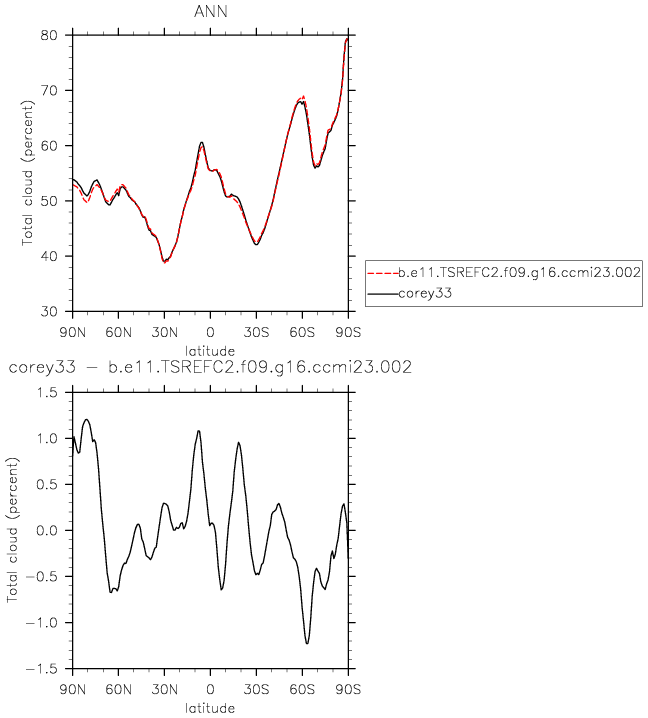 ANN
80
70
60
50
40
30
Total cloud (percent)
90N 60N 30N 0 30S 60S 90S
latitude
b.e11.TSREFC2.f09.g16.ccmi23.002
corey33
corey33 − b.e11.TSREFC2.f09.g16.ccmi23.002
1.5
1.0
0.5
0.0
−0.5
−1.0
−1.5
Total cloud (percent)
90N 60N 30N 0 30S 60S 90S
latitude